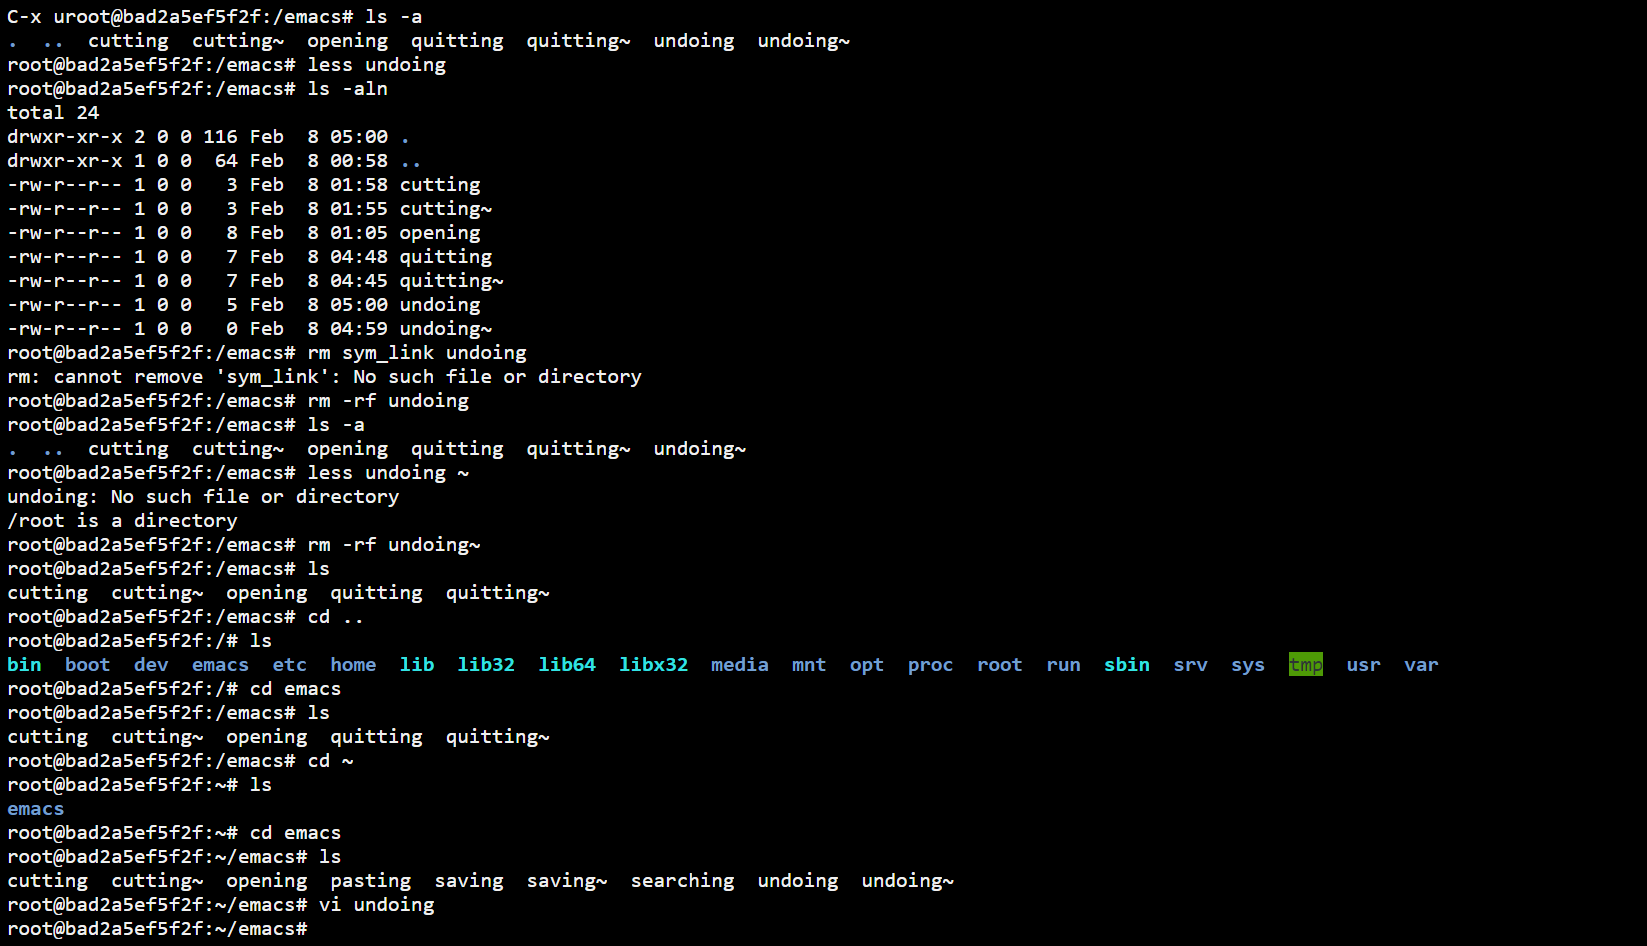 C-x uroot@bad2a5ef5f2f:/emacs# ls -a
.  ..  cutting  cutting~  opening  quitting  quitting~  undoing  undoing~
root@bad2a5ef5f2f:/emacs# less undoing
root@bad2a5ef5f2f:/emacs# ls -aln
total 24
drwxr-xr-x 2 0 0 116 Feb  8 05:00 .
drwxr-xr-x 1 0 0  64 Feb  8 00:58 ..
-rw-r--r-- 1 0 0   3 Feb  8 01:58 cutting
-rw-r--r-- 1 0 0   3 Feb  8 01:55 cutting~
-rw-r--r-- 1 0 0   8 Feb  8 01:05 opening
-rw-r--r-- 1 0 0   7 Feb  8 04:48 quitting
-rw-r--r-- 1 0 0   7 Feb  8 04:45 quitting~
-rw-r--r-- 1 0 0   5 Feb  8 05:00 undoing
-rw-r--r-- 1 0 0   0 Feb  8 04:59 undoing~
root@bad2a5ef5f2f:/emacs# rm sym_link undoing
rm: cannot remove 'sym_link': No such file or directory
root@bad2a5ef5f2f:/emacs# rm -rf undoing
root@bad2a5ef5f2f:/emacs# ls -a
.  ..  cutting  cutting~  opening  quitting  quitting~  undoing~
root@bad2a5ef5f2f:/emacs# less undoing ~
undoing: No such file or directory
/root is a directory
root@bad2a5ef5f2f:/emacs# rm -rf undoing~
root@bad2a5ef5f2f:/emacs# ls
cutting  cutting~  opening  quitting  quitting~
root@bad2a5ef5f2f:/emacs# cd ..
root@bad2a5ef5f2f:/# ls
bin  boot  dev  emacs  etc  home  lib  lib32  lib64  libx32  media  mnt  opt  proc  root  run  sbin  srv  sys  tmp  usr  var
root@bad2a5ef5f2f:/# cd emacs
root@bad2a5ef5f2f:/emacs# ls
cutting  cutting~  opening  quitting  quitting~
root@bad2a5ef5f2f:/emacs# cd ~
root@bad2a5ef5f2f:~# ls
emacs
root@bad2a5ef5f2f:~# cd emacs
root@bad2a5ef5f2f:~/emacs# ls
cutting  cutting~  opening  pasting  saving  saving~  searching  undoing  undoing~
root@bad2a5ef5f2f:~/emacs# vi undoing
root@bad2a5ef5f2f:~/emacs#